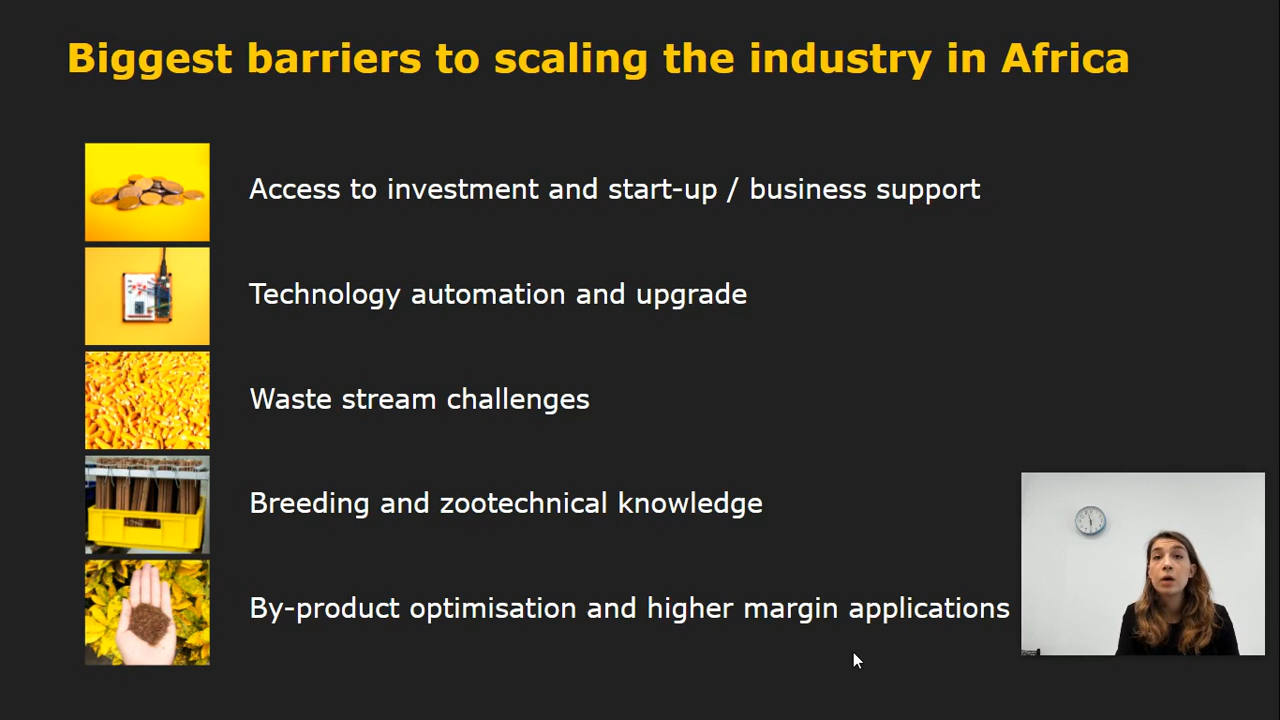 Biggest barriers to scaling the industry in Africa
Access to investment and start-up / business support
Technology automation and upgrade
Waste stream challenges
Breeding and zootechnical knowledge
By-product optimisation and higher margin applications